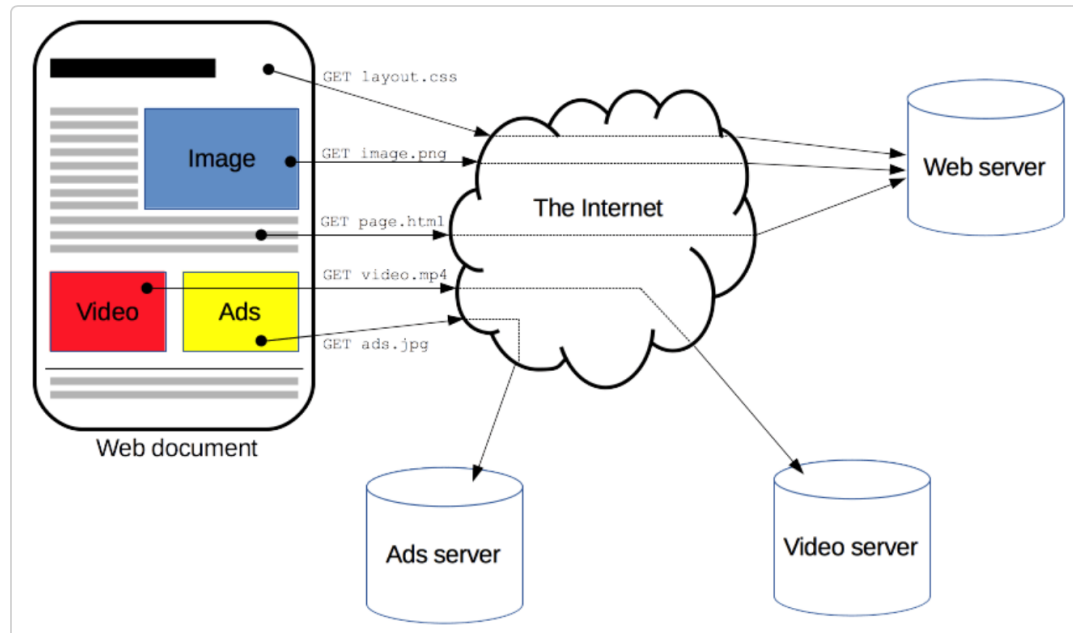 GET layout.css
Image
GET image.png
Web server
The Internet
GET page.html
GET video.mp4
Video
Ads
GET ads.jpg
Web document
Ads server
Video server